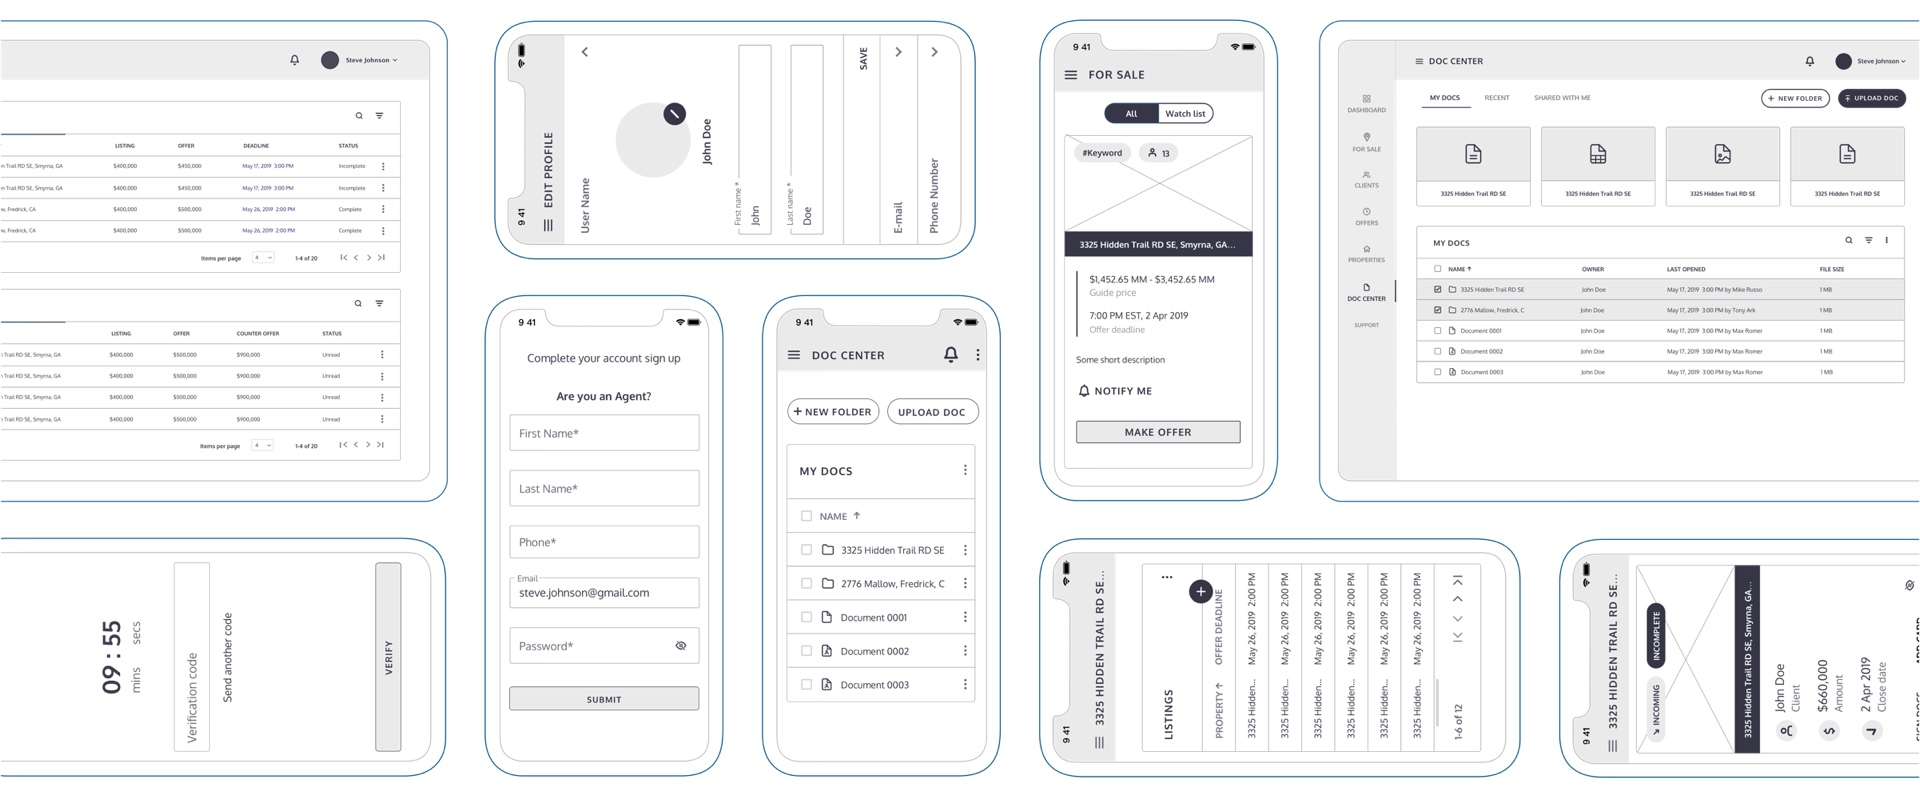 Steve Johnson
LISTING OFFER DEADLINE STATUS
n Trail RD SE, Smyrna, GA $400,000 $450,000 May 17, 2019 3:00 PM Incomplete
n Trail RD SE, Smyrna, GA $400,000 $450,000 May 17, 2019 3:00 PM Incomplete
w, Fredrick, CA $400,000 $500,000 May 26, 2019 2:00 PM Complete
w, Fredrick, CA $400,000 $500,000 May 26, 2019 2:00 PM Complete
Items per page 4 1-4 of 20
LISTING OFFER COUNTER OFFER STATUS
Trail RD SE, Smyrna, GA $400,000 $500,000 $900,000 Unread
Trail RD SE, Smyrna, GA $400,000 $500,000 $900,000 Unread
Trail RD SE, Smyrna, GA $400,000 $500,000 $900,000 Unread
Trail RD SE, Smyrna, GA $400,000 $500,000 $900,000 Unread
Items per page 4 1-4 of 20
09 : 55
mins secs
Verification code
Send another code
VERIFY
9 41
EDIT PROFILE
User Name
John Doe
First name *
John
Last name *
Doe
SAVE
E-mail
Phone Number
9 41
Complete your account sign up
Are you an Agent?
First Name*
Last Name*
Phone*
Email
steve.johnson@gmail.com
Password*
SUBMIT
9 41
DOC CENTER
+ NEW FOLDER UPLOAD DOC
MY DOCS
NAME ↑
3325 Hidden Trail RD SE
2776 Mallow, Fredrick, C
Document 0001
Document 0002
Document 0003
9 41
FOR SALE
All Watch list
#Keyword 13
3325 Hidden Trail RD SE, Smyrna, GA...
$1,452.65 MM - $3,452.65 MM
Guide price
7:00 PM EST, 2 Apr 2019
Offer deadline
Some short description
NOTIFY ME
MAKE OFFER
DOC CENTER Steve Johnson
DASHBOARD
FOR SALE
CLIENTS
OFFERS
PROPERTIES
DOC CENTER
SUPPORT
MY DOCS RECENT SHARED WITH ME + NEW FOLDER UPLOAD DOC
3325 Hidden Trail RD SE 3325 Hidden Trail RD SE 3325 Hidden Trail RD SE 3325 Hidden Trail RD SE
MY DOCS
NAME ↑ OWNER LAST OPENED FILE SIZE
3325 Hidden Trail RD SE John Doe May 17, 2019 3:00 PM by Mike Russo 1 MB
2776 Mallow, Fredrick, C John Doe May 17, 2019 3:00 PM by Tony Ark 1 MB
Document 0001 John Doe May 17, 2019 3:00 PM by Max Romer 1 MB
Document 0002 John Doe May 17, 2019 3:00 PM by Max Romer 1 MB
Document 0003 John Doe May 17, 2019 3:00 PM by Max Romer 1 MB
9 41
3325 HIDDEN TRAIL RD SE...
LISTINGS
PROPERTY ↑ OFFER DEADLINE
3325 Hidden... May 26, 2019 2:00 PM
3325 Hidden... May 26, 2019 2:00 PM
3325 Hidden... May 26, 2019 2:00 PM
3325 Hidden... May 26, 2019 2:00 PM
3325 Hidden... May 26, 2019 2:00 PM
3325 Hidden... May 26, 2019 2:00 PM
1-6 of 12
9 41
3325 HIDDEN TRAIL RD SE...
INCOMING INCOMPLETE
3325 Hidden Trail RD SE, Smyrna, GA...
John Doe
Client
$660,000
Amount
2 Apr 2019
Close date